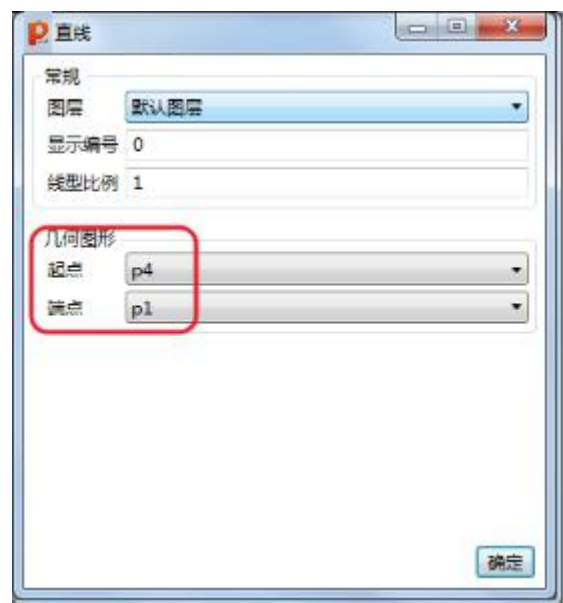 直线
常规
图层 默认图层
显示编号 0
线型比例 1
几何图形
起点 p4
端点 p1
确定